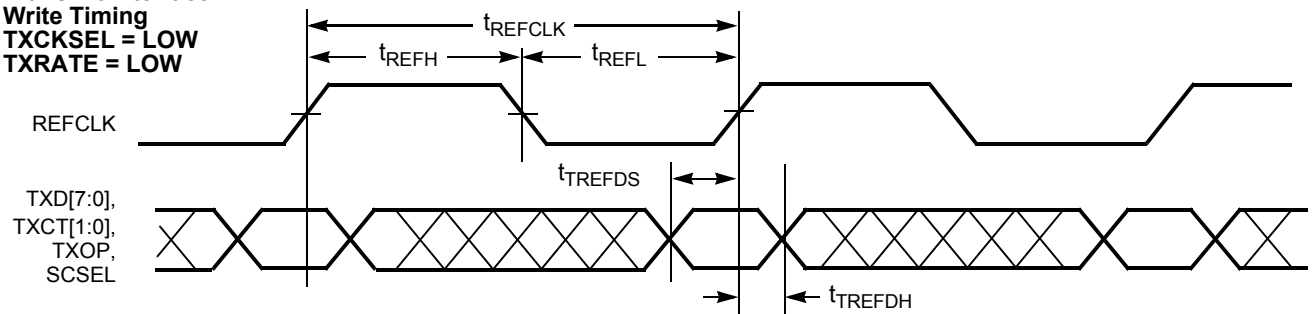 Write Timing
TXCKSEL = LOW
TXRATE = LOW
tREFCLK
tREFH
tREFL
REFCLK
tTREFDS
TXD[7:0],
TXCT[1:0],
TXOP,
SCSEL
tTREFDH